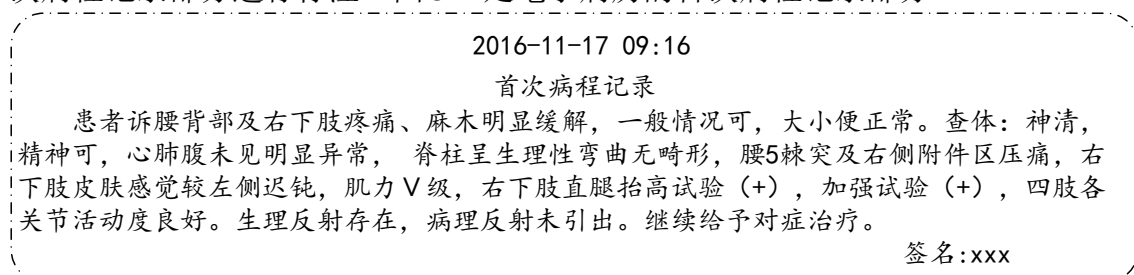 2016-11-17 09:16
首次病程记录
患者诉腰背部及右下肢疼痛、麻木明显缓解，一般情况可，大小便正常。查体：神清，
精神可，心肺腹未见明显异常， 脊柱呈生理性弯曲无畸形，腰5棘突及右侧附件区压痛，右
下肢皮肤感觉较左侧迟钝，肌力Ⅴ级，右下肢直腿抬高试验（+），加强试验（+），四肢各
关节活动度良好。生理反射存在，病理反射未引出。继续给予对症治疗。
签名:xxx